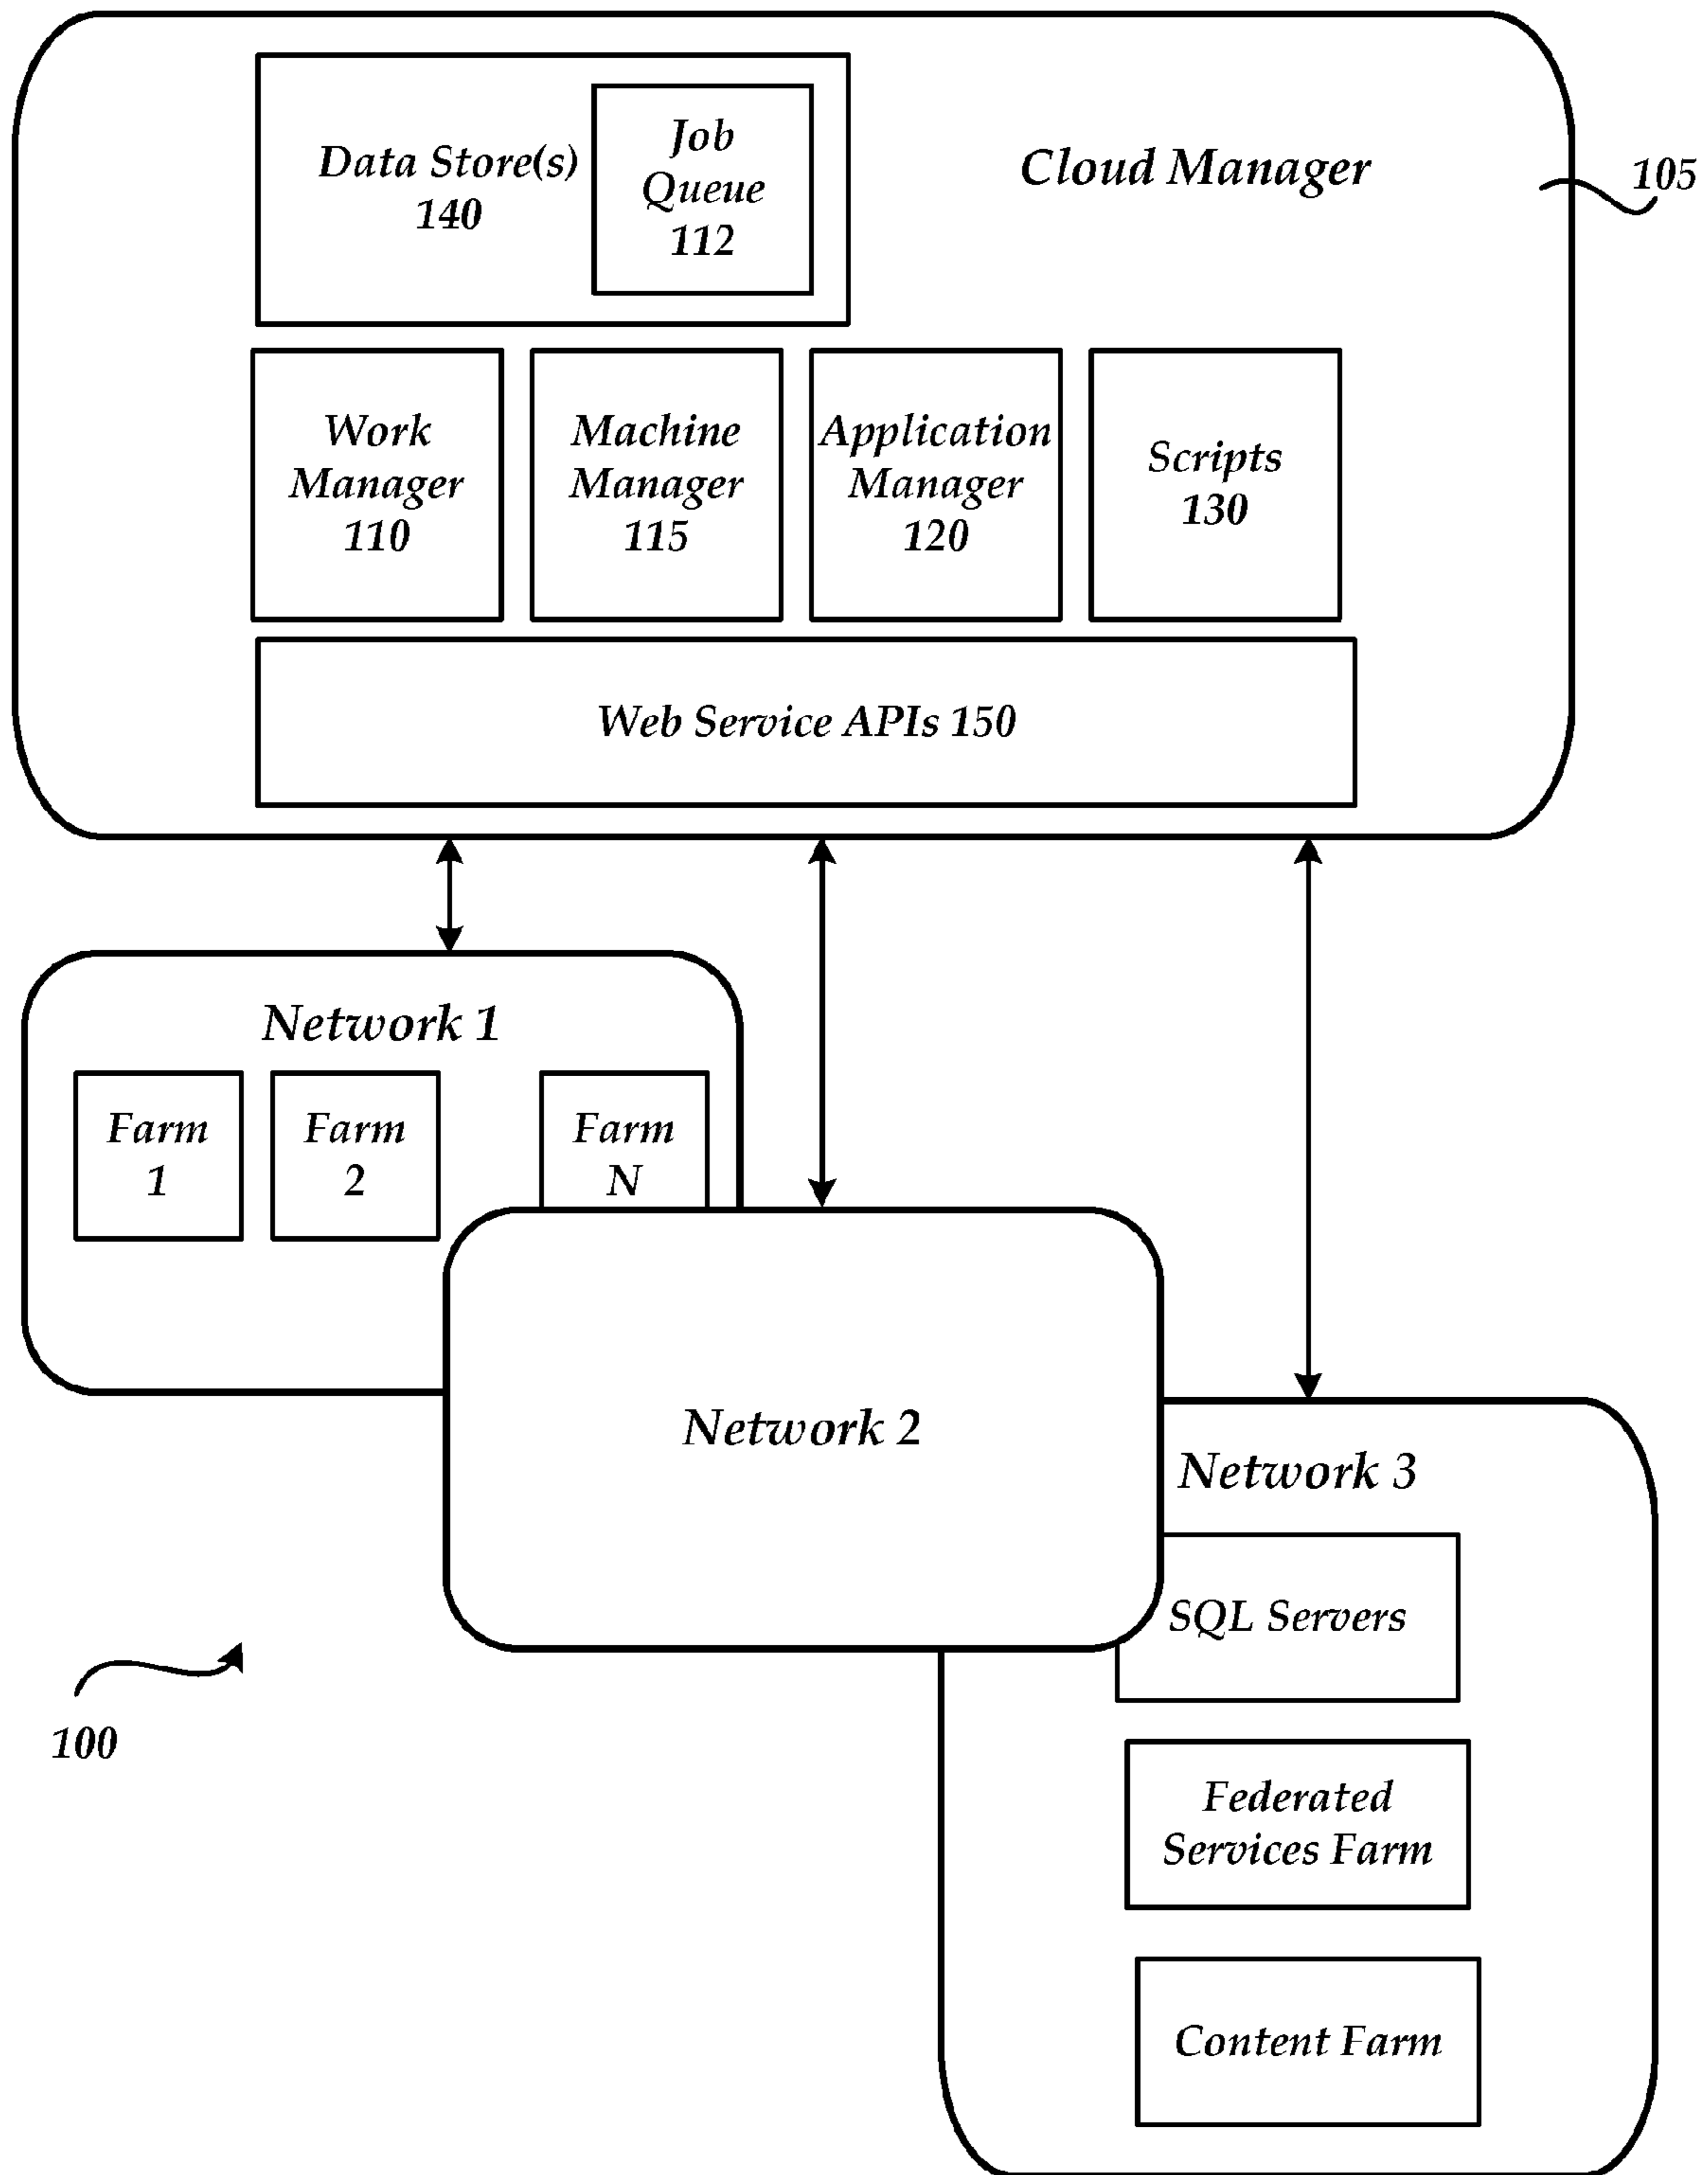 Data Store(s)
140
Job
Queue
112
Cloud Manager
105
Work
Manager
110
Machine
Manager
115
Application
Manager
120
Scripts
130
Web Service APIs 150
Network 1
Farm
1
Farm
2
Farm
N
Network 2
Network 3
SQL Servers
100
Federated
Services Farm
Content Farm